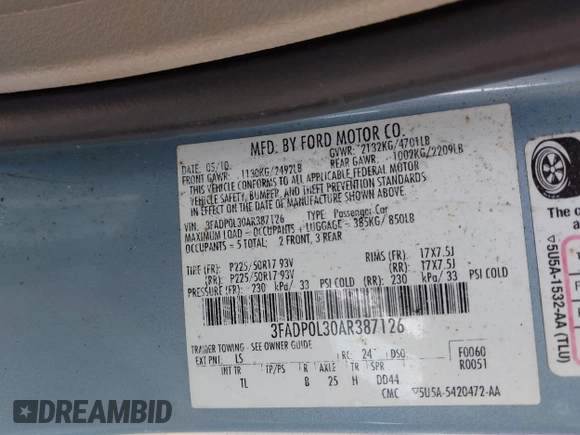 MFD. BY FORD MOTOR CO.
DATE: 05/10 GVWR: 2132KG/4701LB
FRONT GAWR: 1130KG/2492LB REAR GAWR: 1002KG/2209LB
THIS VEHICLE CONFORMS TO ALL APPLICABLE FEDERAL MOTOR
VEHICLE SAFETY, BUMPER, AND THEFT PREVENTION STANDARDS
IN EFFECT ON THE DATE OF MANUFACTURE SHOWN ABOVE.
VIN: 3FADP0L30AR387126 TYPE: Passenger Car
MAXIMUM LOAD = OCCUPANTS + LUGGAGE = 385KG/ 850LB
OCCUPANTS = 5 TOTAL: 2 FRONT, 3 REAR
TIRE (FR): P225/50R17 93V RIMS (FR): 17X7.5J
(RR): P225/50R17 93V (RR): 17X7.5J
PRESSURE (FR): 230 kPa/ 33 PSI COLD (RR): 230 kPa/ 33 PSI COLD
3FADP0L30AR387126
TRAILER TOWING - SEE OWNER GUIDE
EXT PNT: LS RC: 24 DSO: F0060
INT TR TP/PS R AXLE TR SPR R0051
TL B 25 H DD44
CMC ▽5U5A-5420472-AA
The c
a
▽5U5A-1532-AA (TLU)
DREAMBID